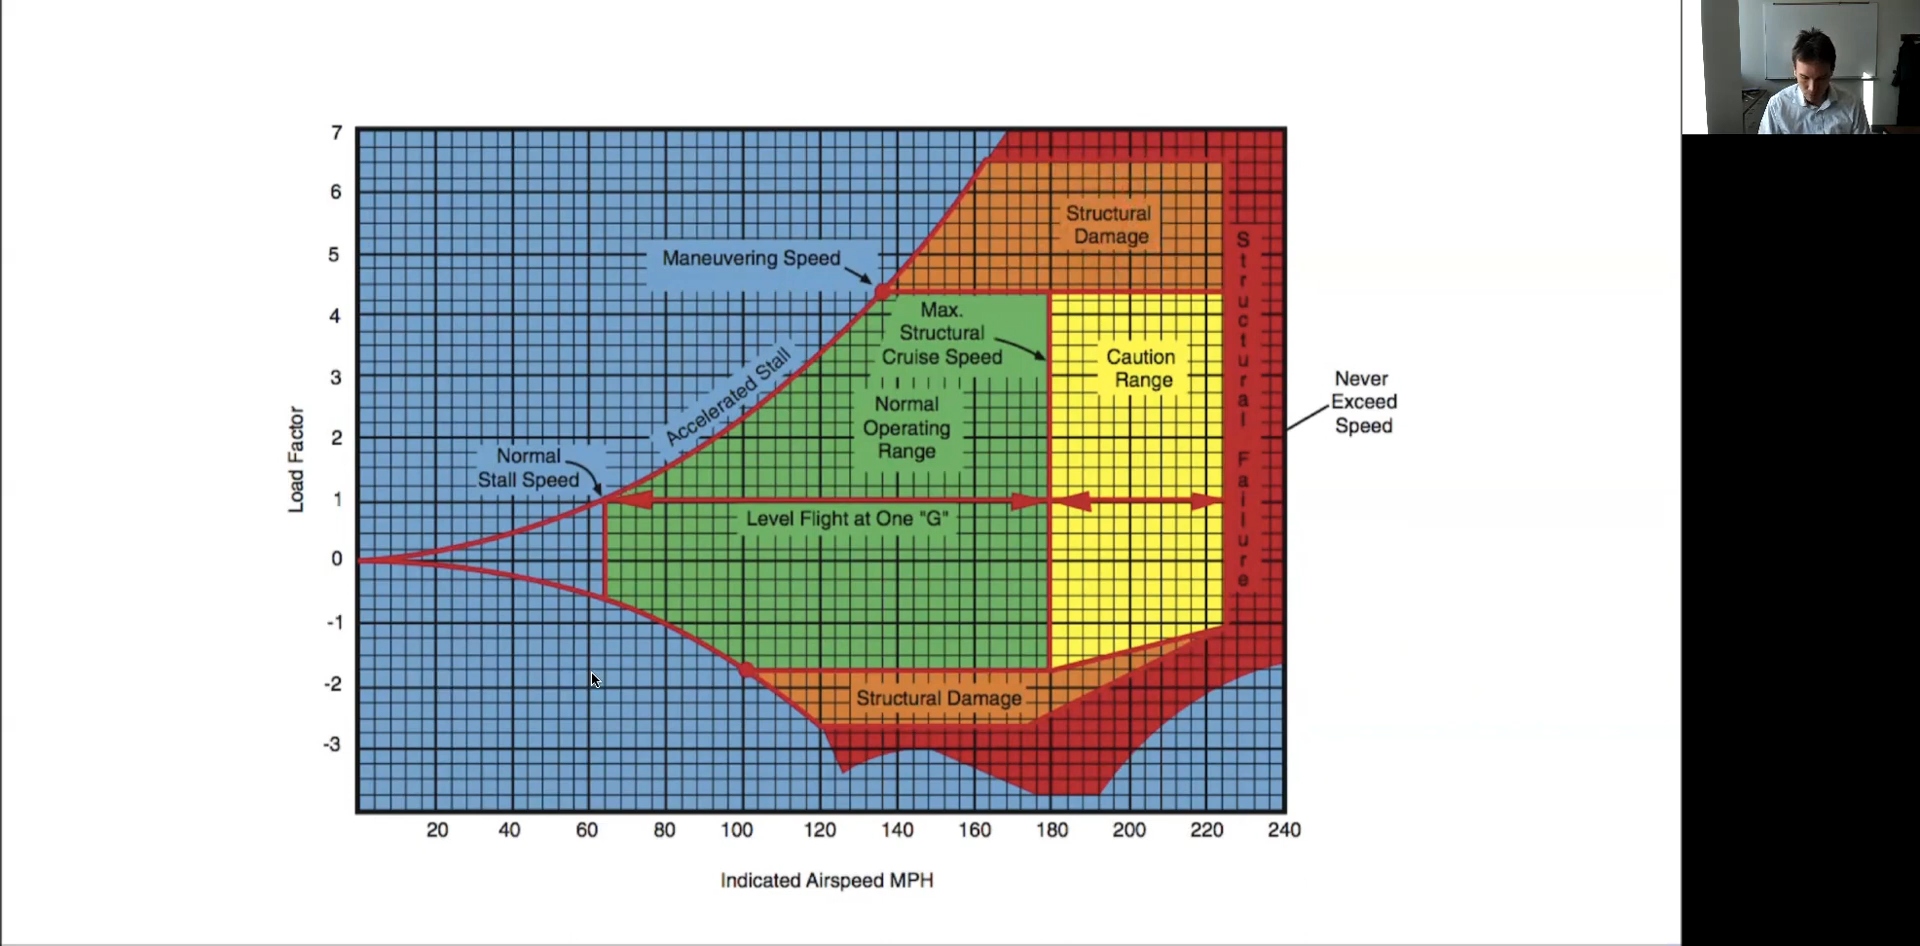 7
6
5
4
3
2
1
0
-1
-2
-3
Load Factor
Maneuvering Speed
Accelerated Stall
Normal
Stall Speed
Max.
Structural
Cruise Speed
Normal
Operating
Range
Level Flight at One "G"
Structural
Damage
Caution
Range
Structural Damage
Structural Failure
Never
Exceed
Speed
20 40 60 80 100 120 140 160 180 200 220 240
Indicated Airspeed MPH